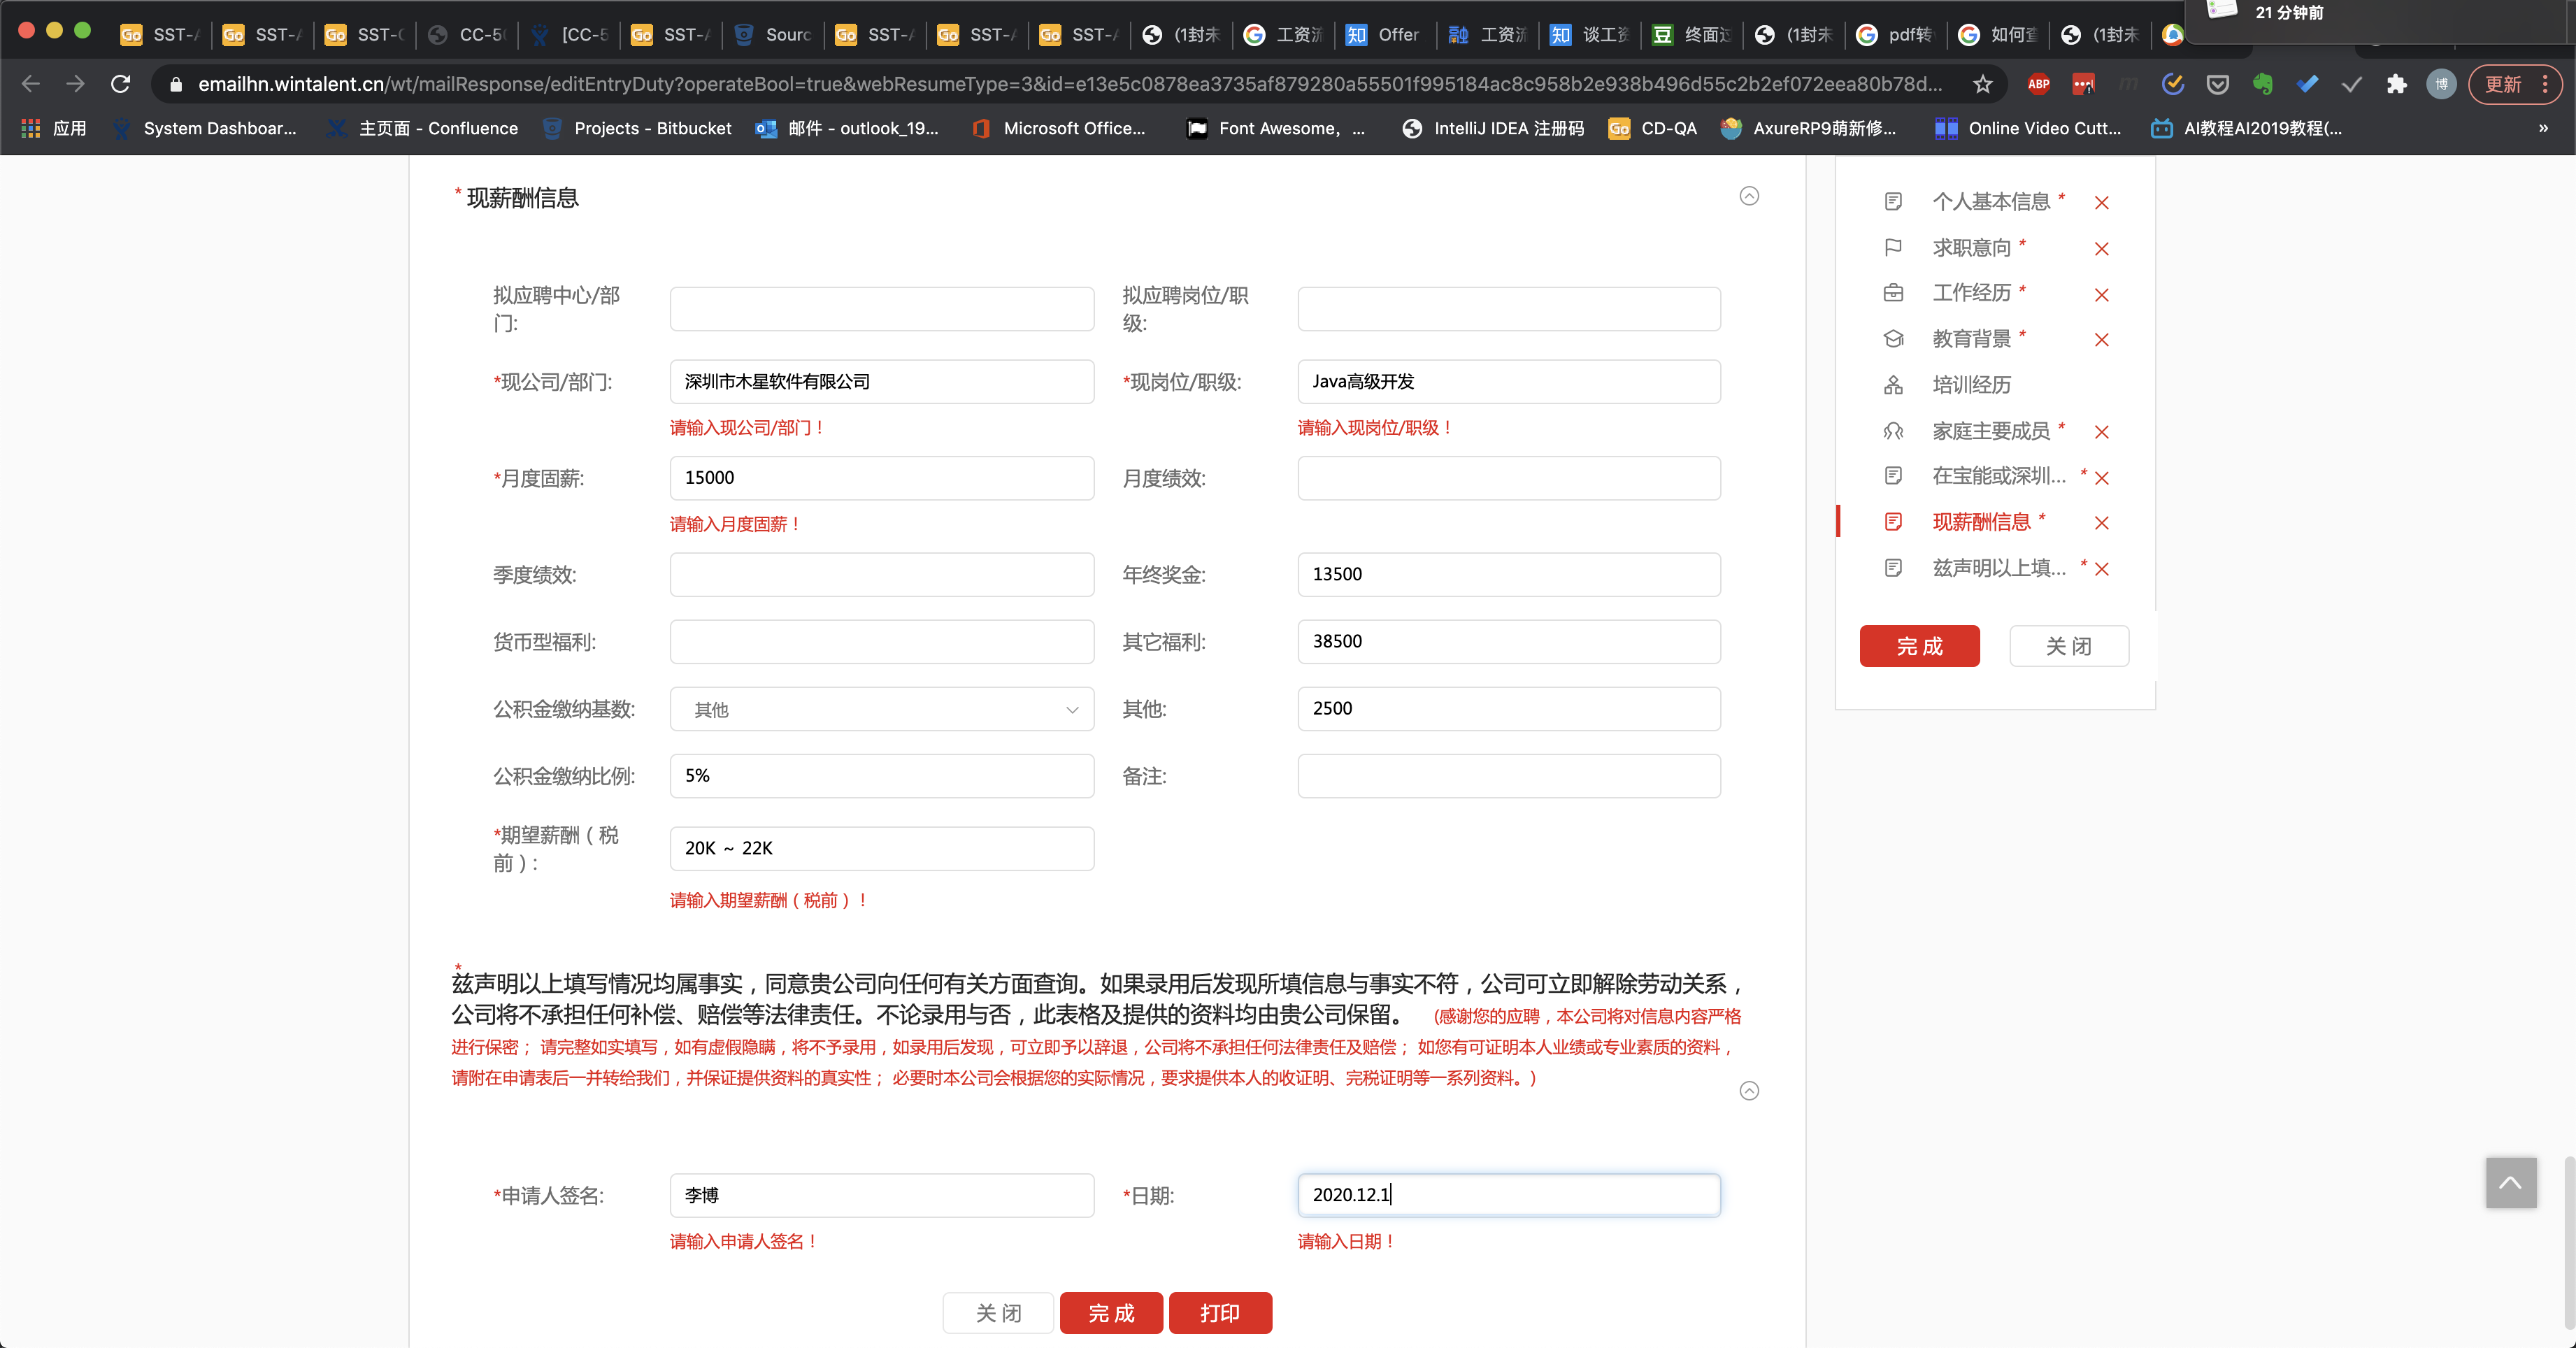 21 分钟前
SST-A
SST-A
SST-C
CC-50
[CC-5
SST-A
Sourc
SST-A
SST-A
SST-A
(1封未
工资流
Offer
工资流
谈工资
终面过
(1封未
pdf转
如何查
(1封未
emailhn.wintalent.cn/wt/mailResponse/editEntryDuty?operateBool=true&webResumeType=3&id=e13e5c0878ea3735af879280a55501f995184ac8c958b2e938b496d55c2b2ef072eea80b78d...
ABP
博
更新
应用
System Dashboar...
主页面 - Confluence
Projects - Bitbucket
邮件 - outlook_19...
Microsoft Office...
Font Awesome，...
IntelliJ IDEA 注册码
CD-QA
AxureRP9萌新修...
Online Video Cutt...
AI教程AI2019教程(...
»
*现薪酬信息
拟应聘中心/部
门:
拟应聘岗位/职
级:
*现公司/部门:
深圳市木星软件有限公司
*现岗位/职级:
Java高级开发
请输入现公司/部门！
请输入现岗位/职级！
*月度固薪:
15000
月度绩效:
请输入月度固薪！
季度绩效:
年终奖金:
13500
货币型福利:
其它福利:
38500
公积金缴纳基数:
其他
其他:
2500
公积金缴纳比例:
5%
备注:
*期望薪酬（税
前）:
20K ～ 22K
请输入期望薪酬（税前）！
*
兹声明以上填写情况均属事实，同意贵公司向任何有关方面查询。如果录用后发现所填信息与事实不符，公司可立即解除劳动关系，
公司将不承担任何补偿、赔偿等法律责任。不论录用与否，此表格及提供的资料均由贵公司保留。 (感谢您的应聘，本公司将对信息内容严格
进行保密； 请完整如实填写，如有虚假隐瞒，将不予录用，如录用后发现，可立即予以辞退，公司将不承担任何法律责任及赔偿； 如您有可证明本人业绩或专业素质的资料，
请附在申请表后一并转给我们，并保证提供资料的真实性； 必要时本公司会根据您的实际情况，要求提供本人的收证明、完税证明等一系列资料。)
*申请人签名:
李博
*日期:
2020.12.1
请输入申请人签名！
请输入日期！
关 闭
完 成
打印
个人基本信息 *
求职意向 *
工作经历 *
教育背景 *
培训经历
家庭主要成员 *
在宝能或深圳... *
现薪酬信息 *
兹声明以上填... *
完 成
关 闭